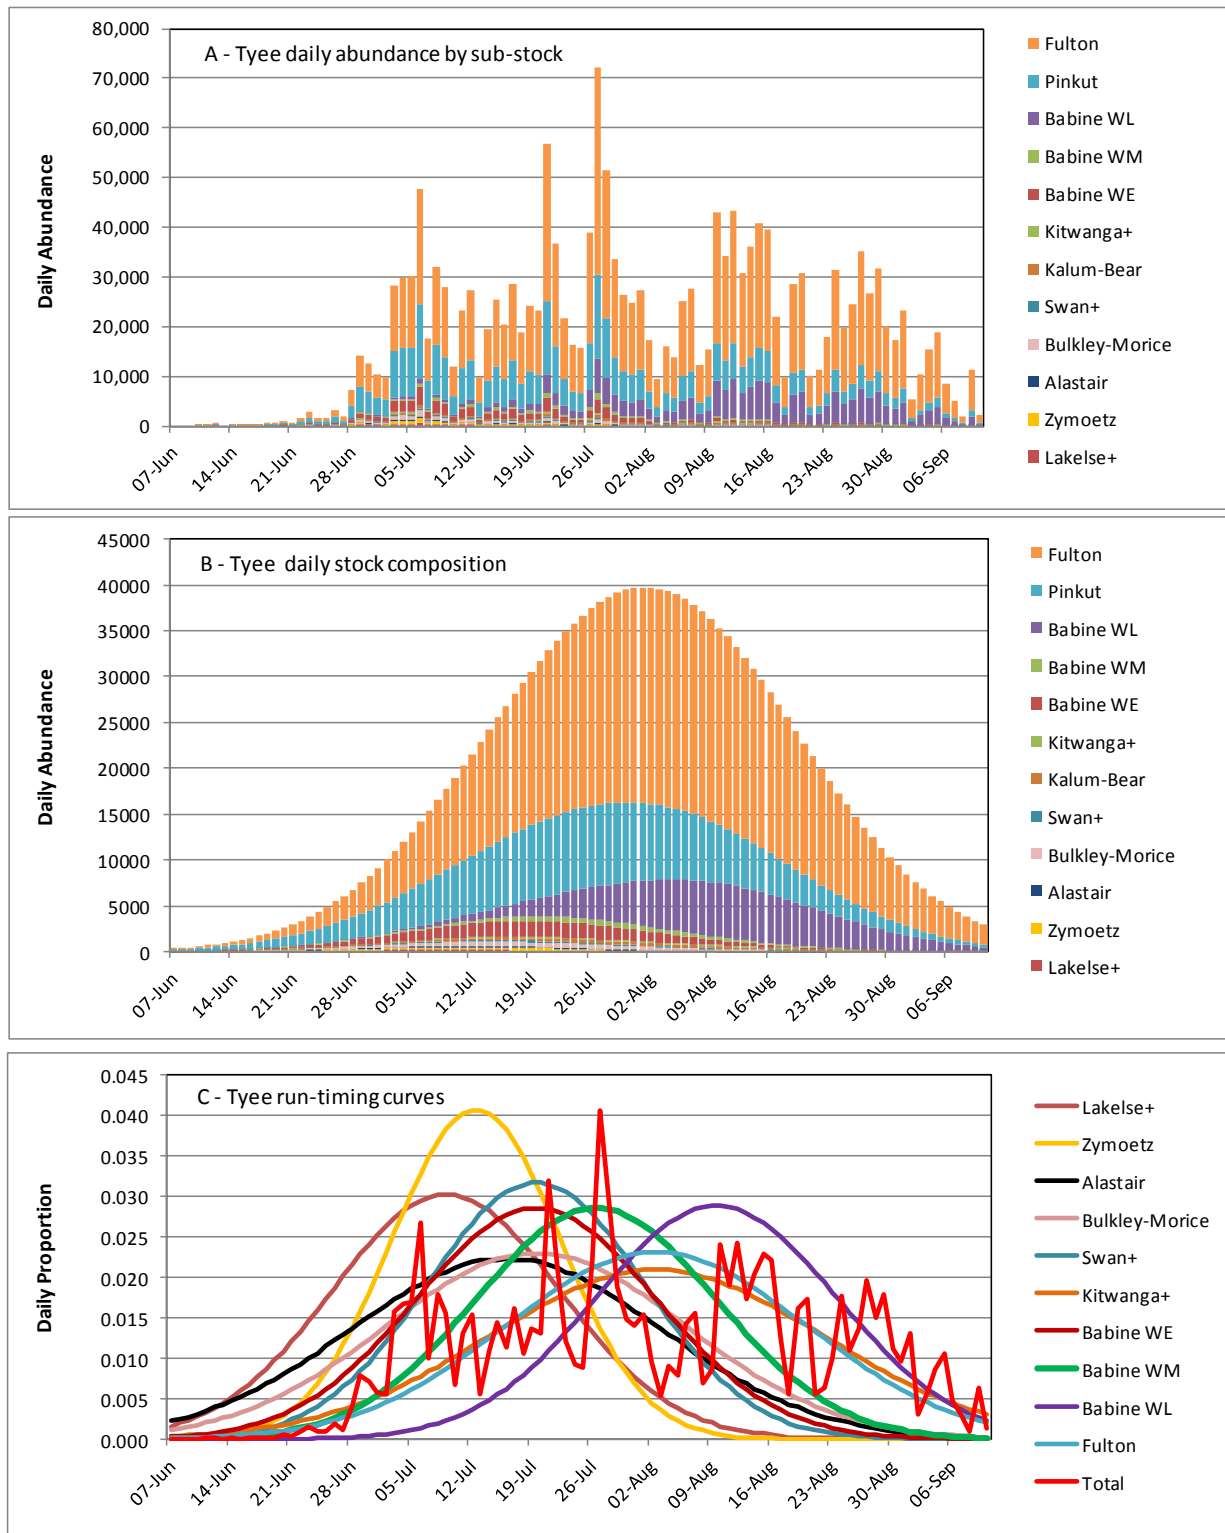 A - Tyee daily abundance by sub-stock
Daily Abundance
80,000
70,000
60,000
50,000
40,000
30,000
20,000
10,000
0
07-Jun
14-Jun
21-Jun
28-Jun
05-Jul
12-Jul
19-Jul
26-Jul
02-Aug
09-Aug
16-Aug
23-Aug
30-Aug
06-Sep
Fulton
Pinkut
Babine WL
Babine WM
Babine WE
Kitwanga+
Kalum-Bear
Swan+
Bulkley-Morice
Alastair
Zymoetz
Lakelse+
B - Tyee daily stock composition
Daily Abundance
45000
40000
35000
30000
25000
20000
15000
10000
5000
0
07-Jun
14-Jun
21-Jun
28-Jun
05-Jul
12-Jul
19-Jul
26-Jul
02-Aug
09-Aug
16-Aug
23-Aug
30-Aug
06-Sep
Fulton
Pinkut
Babine WL
Babine WM
Babine WE
Kitwanga+
Kalum-Bear
Swan+
Bulkley-Morice
Alastair
Zymoetz
Lakelse+
C - Tyee run-timing curves
Daily Proportion
0.045
0.040
0.035
0.030
0.025
0.020
0.015
0.010
0.005
0.000
07-Jun
14-Jun
21-Jun
28-Jun
05-Jul
12-Jul
19-Jul
26-Jul
02-Aug
09-Aug
16-Aug
23-Aug
30-Aug
06-Sep
Lakelse+
Zymoetz
Alastair
Bulkley-Morice
Swan+
Kitwanga+
Babine WE
Babine WM
Babine WL
Fulton
Total